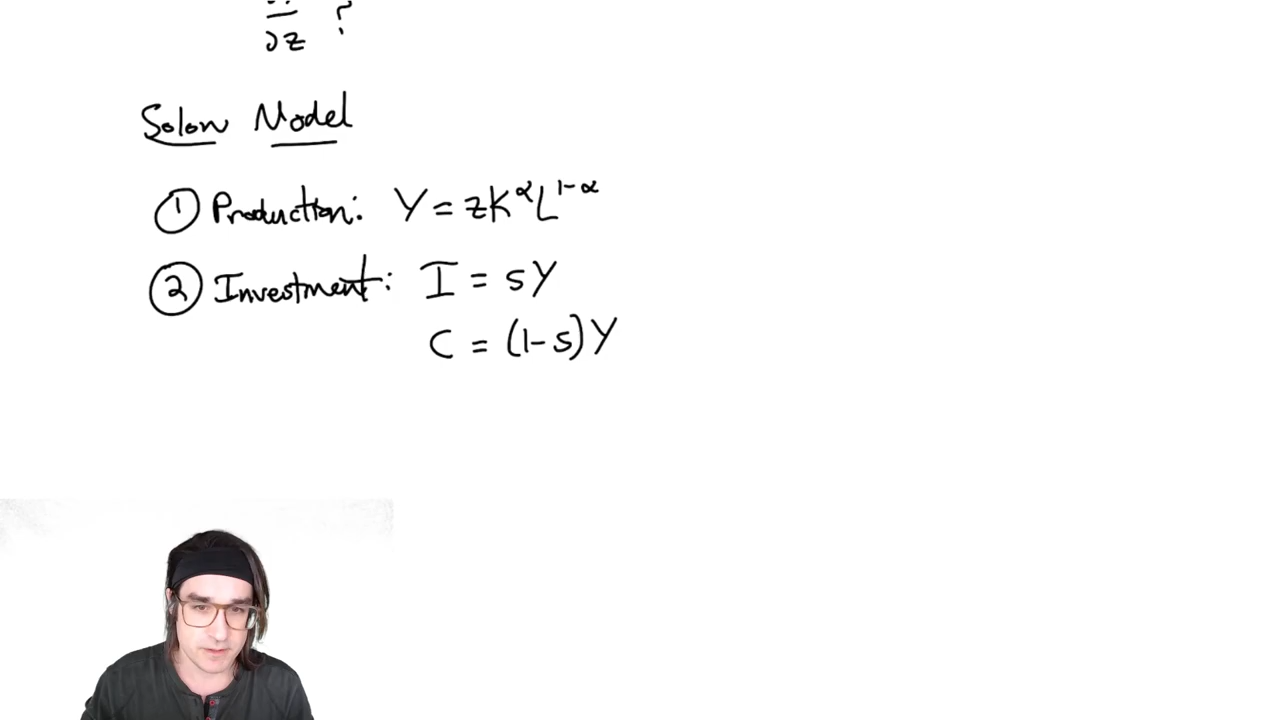 ∂z ?
Solow Model
① Production: Y = zK^α L^{1-α}
② Investment: I = sY
C = (1-s)Y